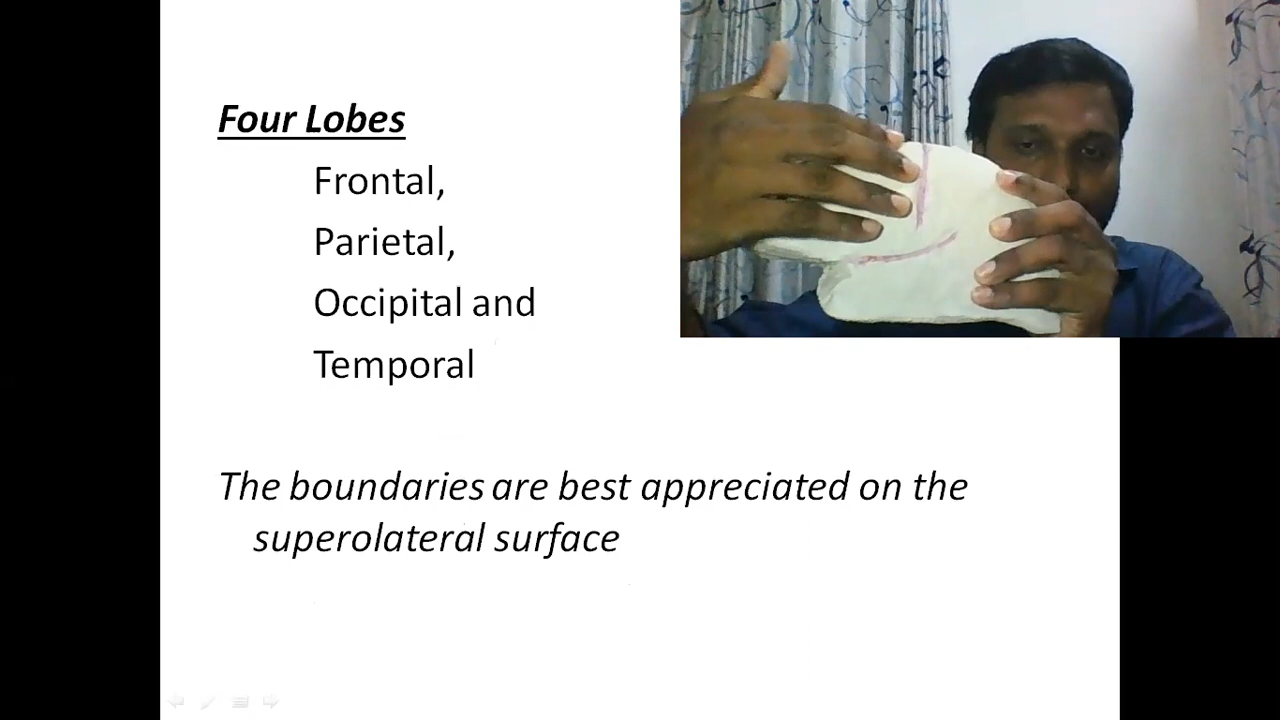 Four Lobes
Frontal,
Parietal,
Occipital and
Temporal
The boundaries are best appreciated on the
superolateral surface